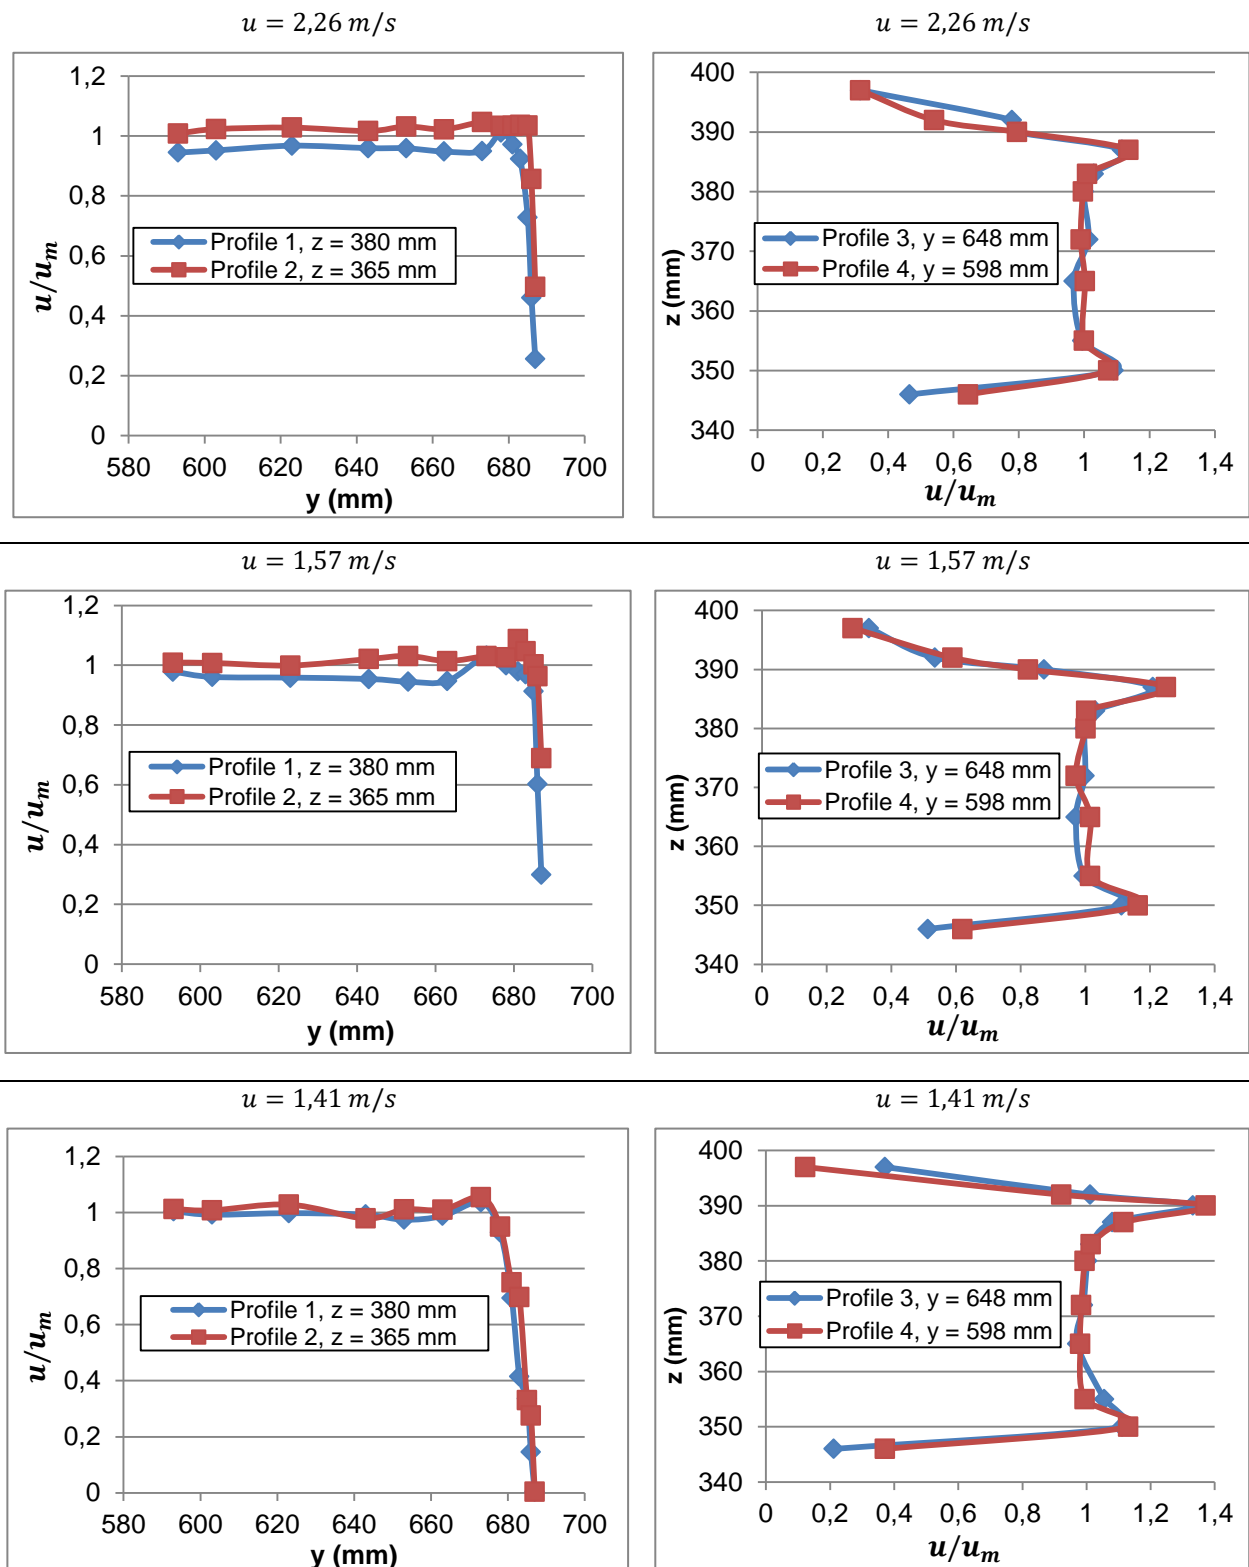 u = 2,26 m/s
u = 2,26 m/s
1,2
1
0,8
0,6
0,4
0,2
0
u/u_m
Profile 1, z = 380 mm
Profile 2, z = 365 mm
580 600 620 640 660 680 700
y (mm)
400
390
380
370
360
350
340
z (mm)
Profile 3, y = 648 mm
Profile 4, y = 598 mm
0 0,2 0,4 0,6 0,8 1 1,2 1,4
u/u_m
u = 1,57 m/s
u = 1,57 m/s
1,2
1
0,8
0,6
0,4
0,2
0
u/u_m
Profile 1, z = 380 mm
Profile 2, z = 365 mm
580 600 620 640 660 680 700
y (mm)
400
390
380
370
360
350
340
z (mm)
Profile 3, y = 648 mm
Profile 4, y = 598 mm
0 0,2 0,4 0,6 0,8 1 1,2 1,4
u/u_m
u = 1,41 m/s
u = 1,41 m/s
1,2
1
0,8
0,6
0,4
0,2
0
u/u_m
Profile 1, z = 380 mm
Profile 2, z = 365 mm
580 600 620 640 660 680 700
y (mm)
400
390
380
370
360
350
340
z (mm)
Profile 3, y = 648 mm
Profile 4, y = 598 mm
0 0,2 0,4 0,6 0,8 1 1,2 1,4
u/u_m